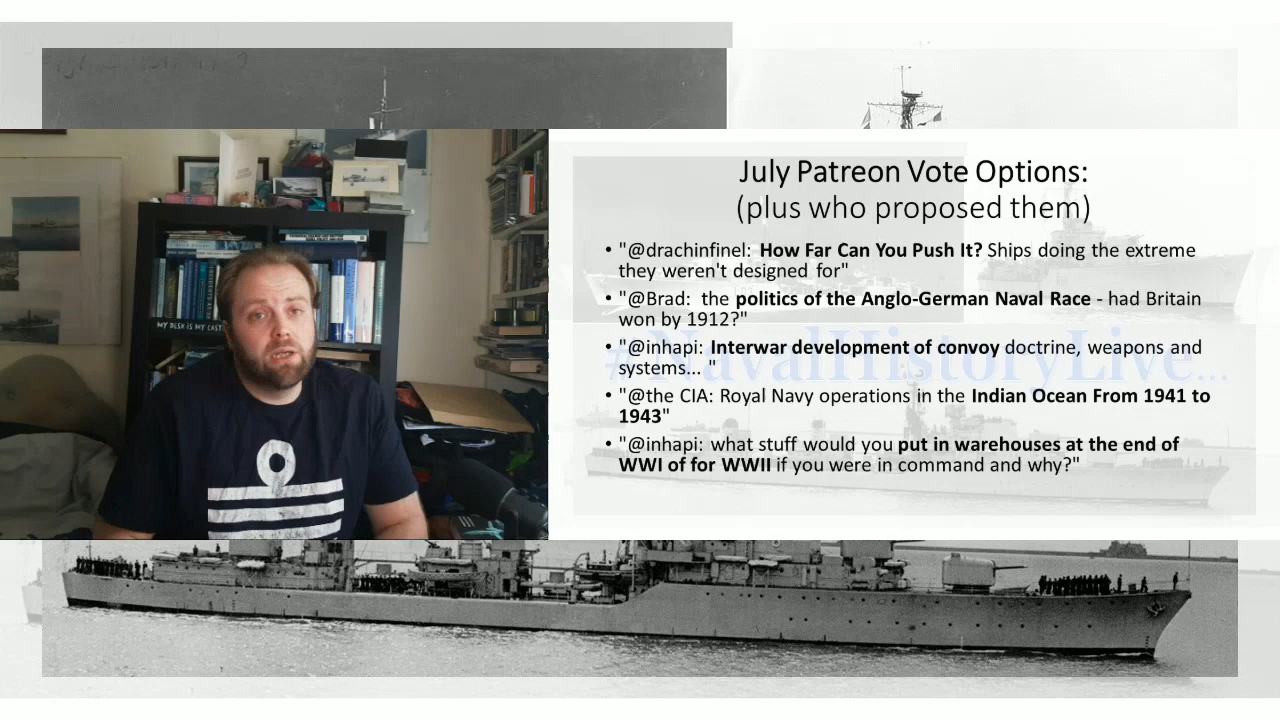 July Patreon Vote Options:
(plus who proposed them)
• "@drachinfinel: How Far Can You Push It? Ships doing the extreme
they weren't designed for"
• "@Brad:  the politics of the Anglo-German Naval Race - had Britain
won by 1912?"
• "@inhapi: Interwar development of convoy doctrine, weapons and
systems... "
• "@the CIA: Royal Navy operations in the Indian Ocean From 1941 to
1943"
• "@inhapi: what stuff would you put in warehouses at the end of
WWI of for WWII if you were in command and why?"
#NavalHistoryLive...
MY DESK IS MY CAST